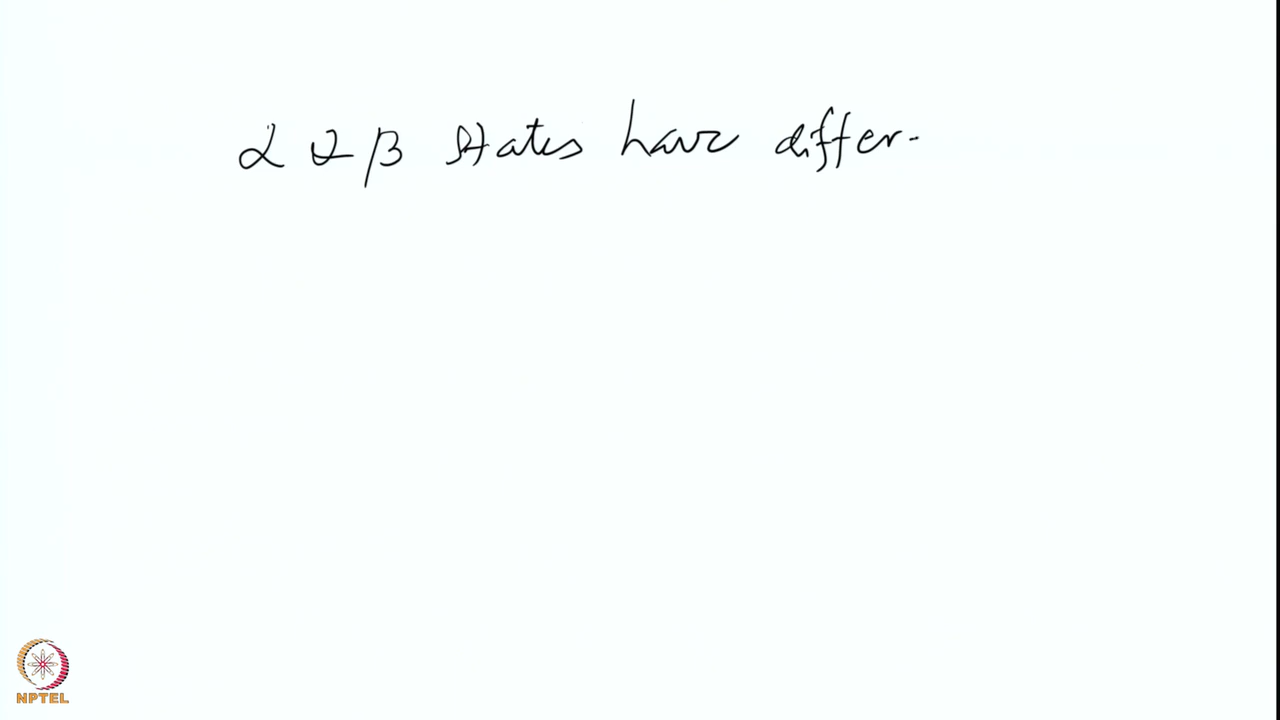 α & β states have differ-
NPTEL